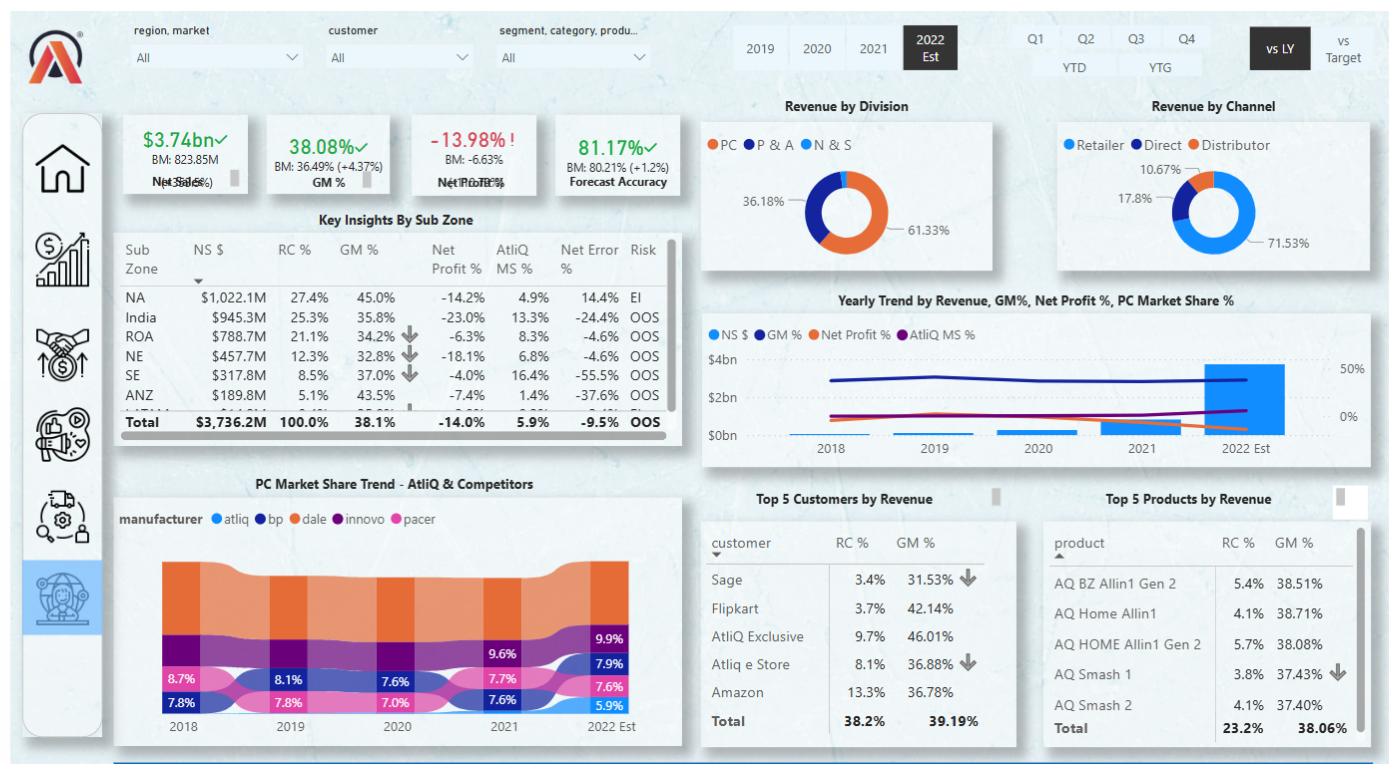 region, market
customer
segment, category, produ...
All
All
All
2019
2020
2021
2022 Est
Q1
Q2
Q3
Q4
YTD
YTG
vs LY
vs Target
$3.74bn
BM: 823.85M
Net Sales
38.08%
BM: 36.49% (+4.37%)
GM %
-13.98% !
BM: -6.63%
Net Profit %
81.17%
BM: 80.21% (+1.2%)
Forecast Accuracy
Revenue by Division
PC P & A N & S
36.18%
61.33%
Revenue by Channel
Retailer Direct Distributor
10.67%
17.8%
71.53%
Key Insights By Sub Zone
Sub Zone NS $ RC % GM % Net Profit % AtliQ MS % Net Error % Risk
NA $1,022.1M 27.4% 45.0% -14.2% 4.9% 14.4% EI
India $945.3M 25.3% 35.8% -23.0% 13.3% -24.4% OOS
ROA $788.7M 21.1% 34.2% -6.3% 8.3% -4.6% OOS
NE $457.7M 12.3% 32.8% -18.1% 6.8% -4.6% OOS
SE $317.8M 8.5% 37.0% -4.0% 16.4% -55.5% OOS
ANZ $189.8M 5.1% 43.5% -7.4% 1.4% -37.6% OOS
Total $3,736.2M 100.0% 38.1% -14.0% 5.9% -9.5% OOS
Yearly Trend by Revenue, GM%, Net Profit %, PC Market Share %
NS $ GM % Net Profit % AtliQ MS %
$4bn
$2bn
$0bn
50%
0%
2018 2019 2020 2021 2022 Est
PC Market Share Trend - AtliQ & Competitors
manufacturer atliq bp dale innovo pacer
8.7%
7.8%
8.1%
7.8%
7.6%
7.0%
9.6%
7.7%
7.6%
9.9%
7.9%
7.6%
5.9%
2018 2019 2020 2021 2022 Est
Top 5 Customers by Revenue
customer RC % GM %
Sage 3.4% 31.53%
Flipkart 3.7% 42.14%
AtliQ Exclusive 9.7% 46.01%
Atliq e Store 8.1% 36.88%
Amazon 13.3% 36.78%
Total 38.2% 39.19%
Top 5 Products by Revenue
product RC % GM %
AQ BZ Allin1 Gen 2 5.4% 38.51%
AQ Home Allin1 4.1% 38.71%
AQ HOME Allin1 Gen 2 5.7% 38.08%
AQ Smash 1 3.8% 37.43%
AQ Smash 2 4.1% 37.40%
Total 23.2% 38.06%